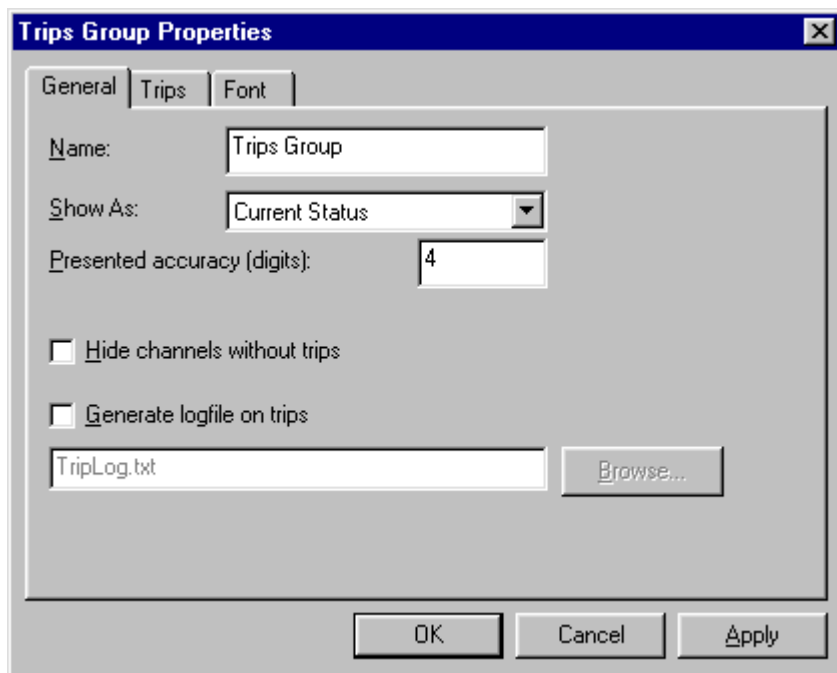 Trips Group Properties
General Trips Font
Name: Trips Group
Show As: Current Status
Presented accuracy (digits): 4
Hide channels without trips
Generate logfile on trips
TripLog.txt Browse...
OK Cancel Apply